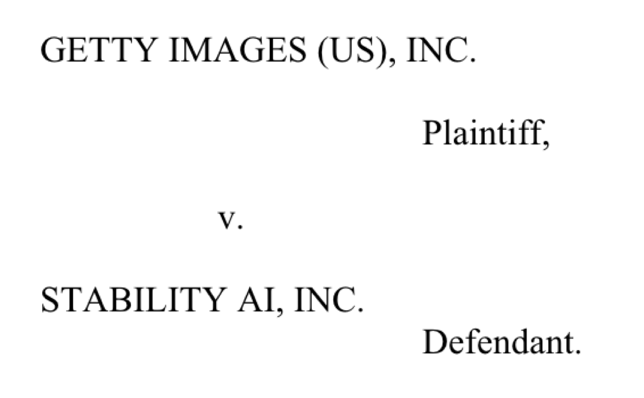 GETTY IMAGES (US), INC.
Plaintiff,
v.
STABILITY AI, INC.
Defendant.